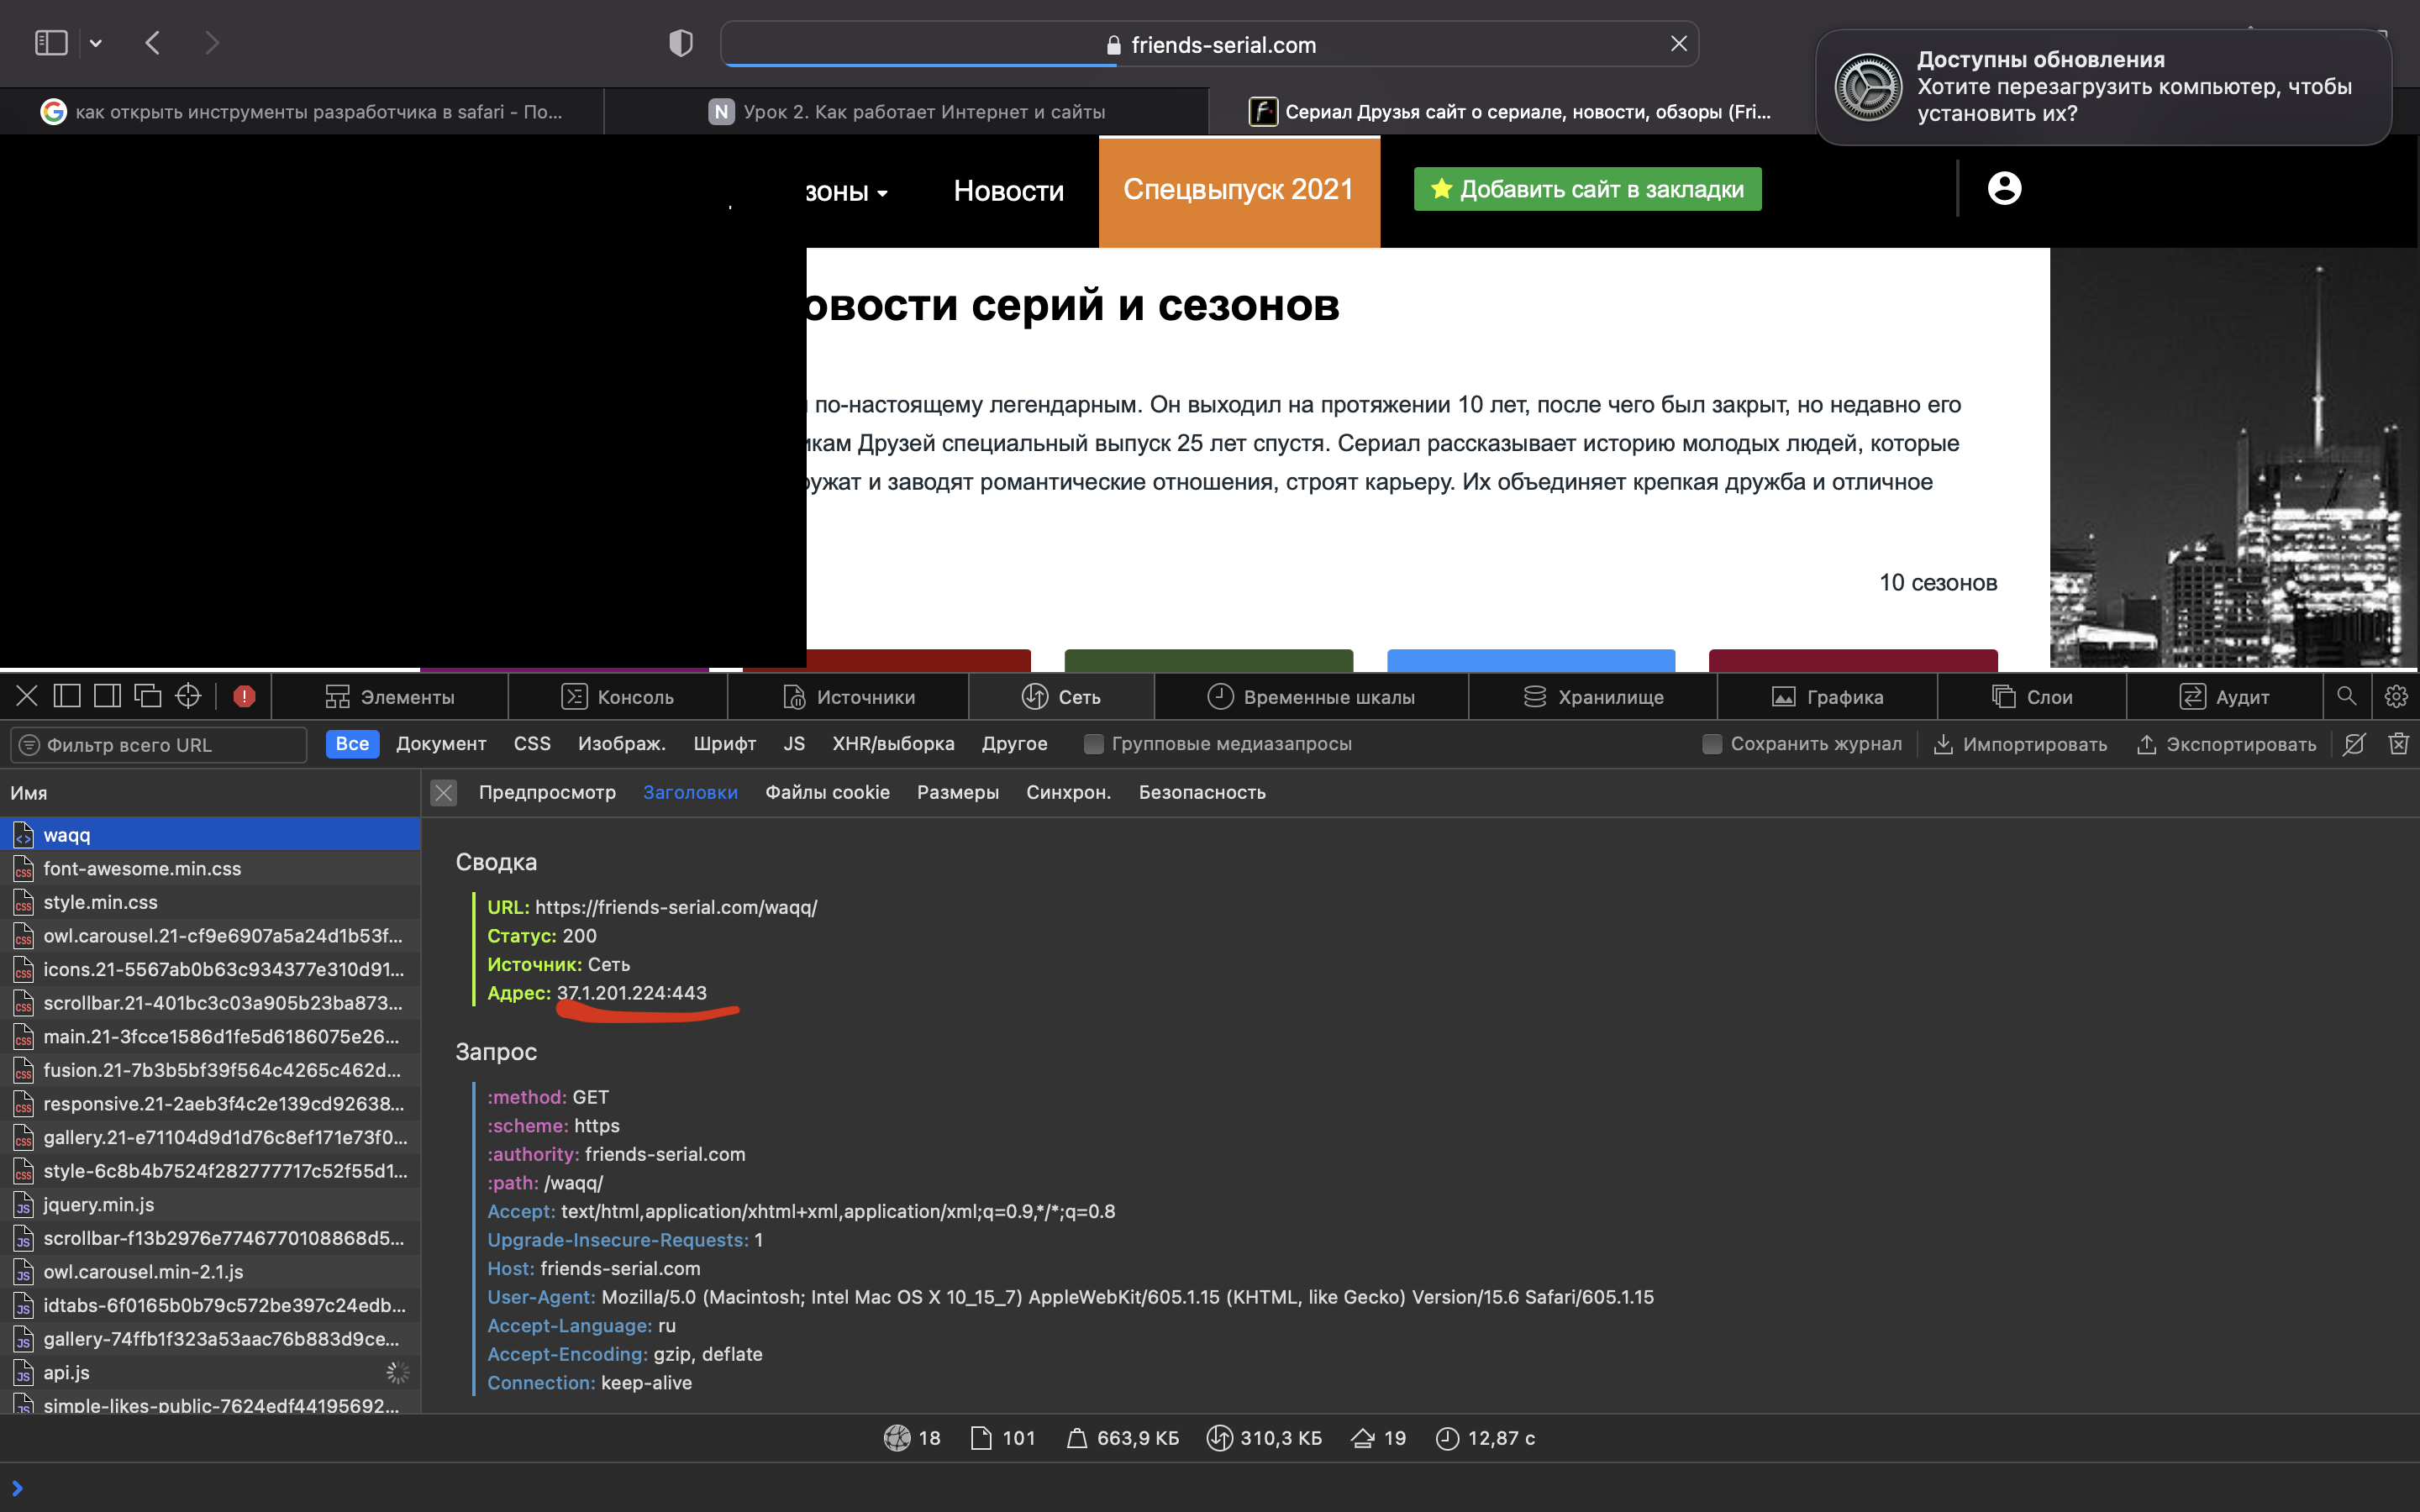 friends-serial.com
Доступны обновления
Хотите перезагрузить компьютер, чтобы
установить их?
как открыть инструменты разработчика в safari - По...
N Урок 2. Как работает Интернет и сайты
Сериал Друзья сайт о сериале, новости, обзоры (Fri...
зоны
Новости
Спецвыпуск 2021
Добавить сайт в закладки
овости серий и сезонов
по-настоящему легендарным. Он выходил на протяжении 10 лет, после чего был закрыт, но недавно его
икам Друзей специальный выпуск 25 лет спустя. Сериал рассказывает историю молодых людей, которые
ружат и заводят романтические отношения, строят карьеру. Их объединяет крепкая дружба и отличное
10 сезонов
Элементы
Консоль
Источники
Сеть
Временные шкалы
Хранилище
Графика
Слои
Аудит
Фильтр всего URL
Все Документ CSS Изображ. Шрифт JS XHR/выборка Другое Групповые медиазапросы
Сохранить журнал Импортировать Экспортировать
Имя
Предпросмотр Заголовки Файлы cookie Размеры Синхрон. Безопасность
waqq
font-awesome.min.css
style.min.css
owl.carousel.21-cf9e6907a5a24d1b53f...
icons.21-5567ab0b63c934377e310d91...
scrollbar.21-401bc3c03a905b23ba873...
main.21-3fcce1586d1fe5d6186075e26...
fusion.21-7b3b5bf39f564c4265c462d...
responsive.21-2aeb3f4c2e139cd92638...
gallery.21-e71104d9d1d76c8ef171e73f0...
style-6c8b4b7524f282777717c52f55d1...
jquery.min.js
scrollbar-f13b2976e7746770108868d5...
owl.carousel.min-2.1.js
idtabs-6f0165b0b79c572be397c24edb...
gallery-74ffb1f323a53aac76b883d9ce...
api.js
simple-likes-public-7624edf44195692...
Сводка
URL: https://friends-serial.com/waqq/
Статус: 200
Источник: Сеть
Адрес: 37.1.201.224:443
Запрос
:method: GET
:scheme: https
:authority: friends-serial.com
:path: /waqq/
Accept: text/html,application/xhtml+xml,application/xml;q=0.9,*/*;q=0.8
Upgrade-Insecure-Requests: 1
Host: friends-serial.com
User-Agent: Mozilla/5.0 (Macintosh; Intel Mac OS X 10_15_7) AppleWebKit/605.1.15 (KHTML, like Gecko) Version/15.6 Safari/605.1.15
Accept-Language: ru
Accept-Encoding: gzip, deflate
Connection: keep-alive
18 101 663,9 КБ 310,3 КБ 19 12,87 с